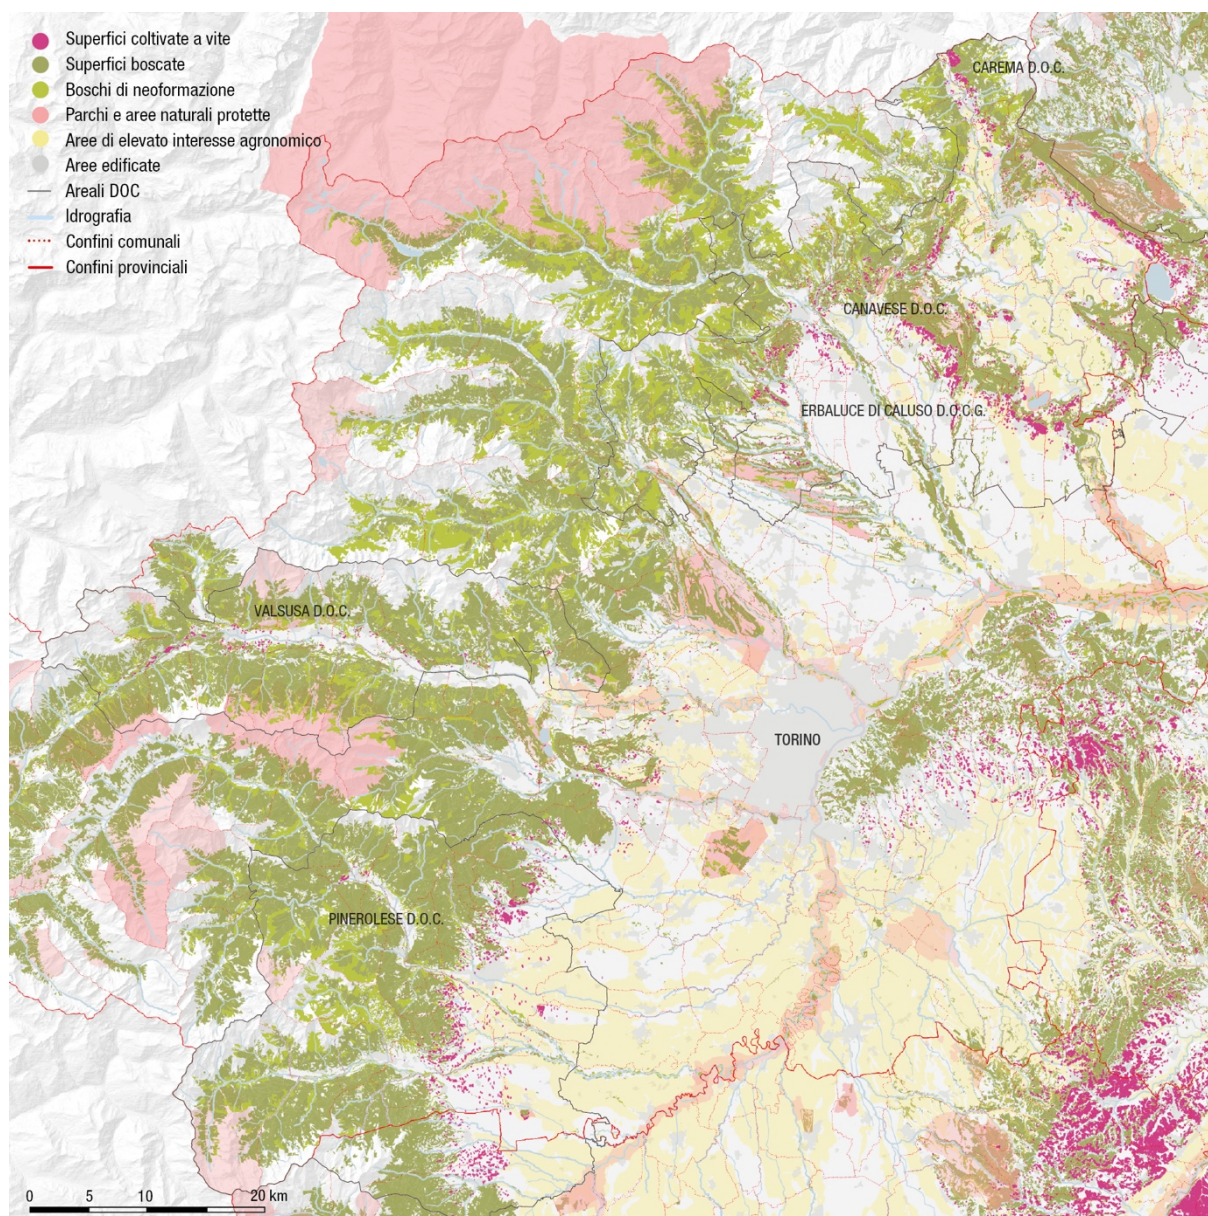 Superfici coltivate a vite
Superfici boscate
Boschi di neoformazione
Parchi e aree naturali protette
Aree di elevato interesse agronomico
Aree edificate
Areali DOC
Idrografia
Confini comunali
Confini provinciali
CAREMA D.O.C.
CANAVESE D.O.C.
ERBALUCE DI CALUSO D.O.C.G.
VALSUSA D.O.C.
TORINO
PINEROLESE D.O.C.
0 5 10 20 km